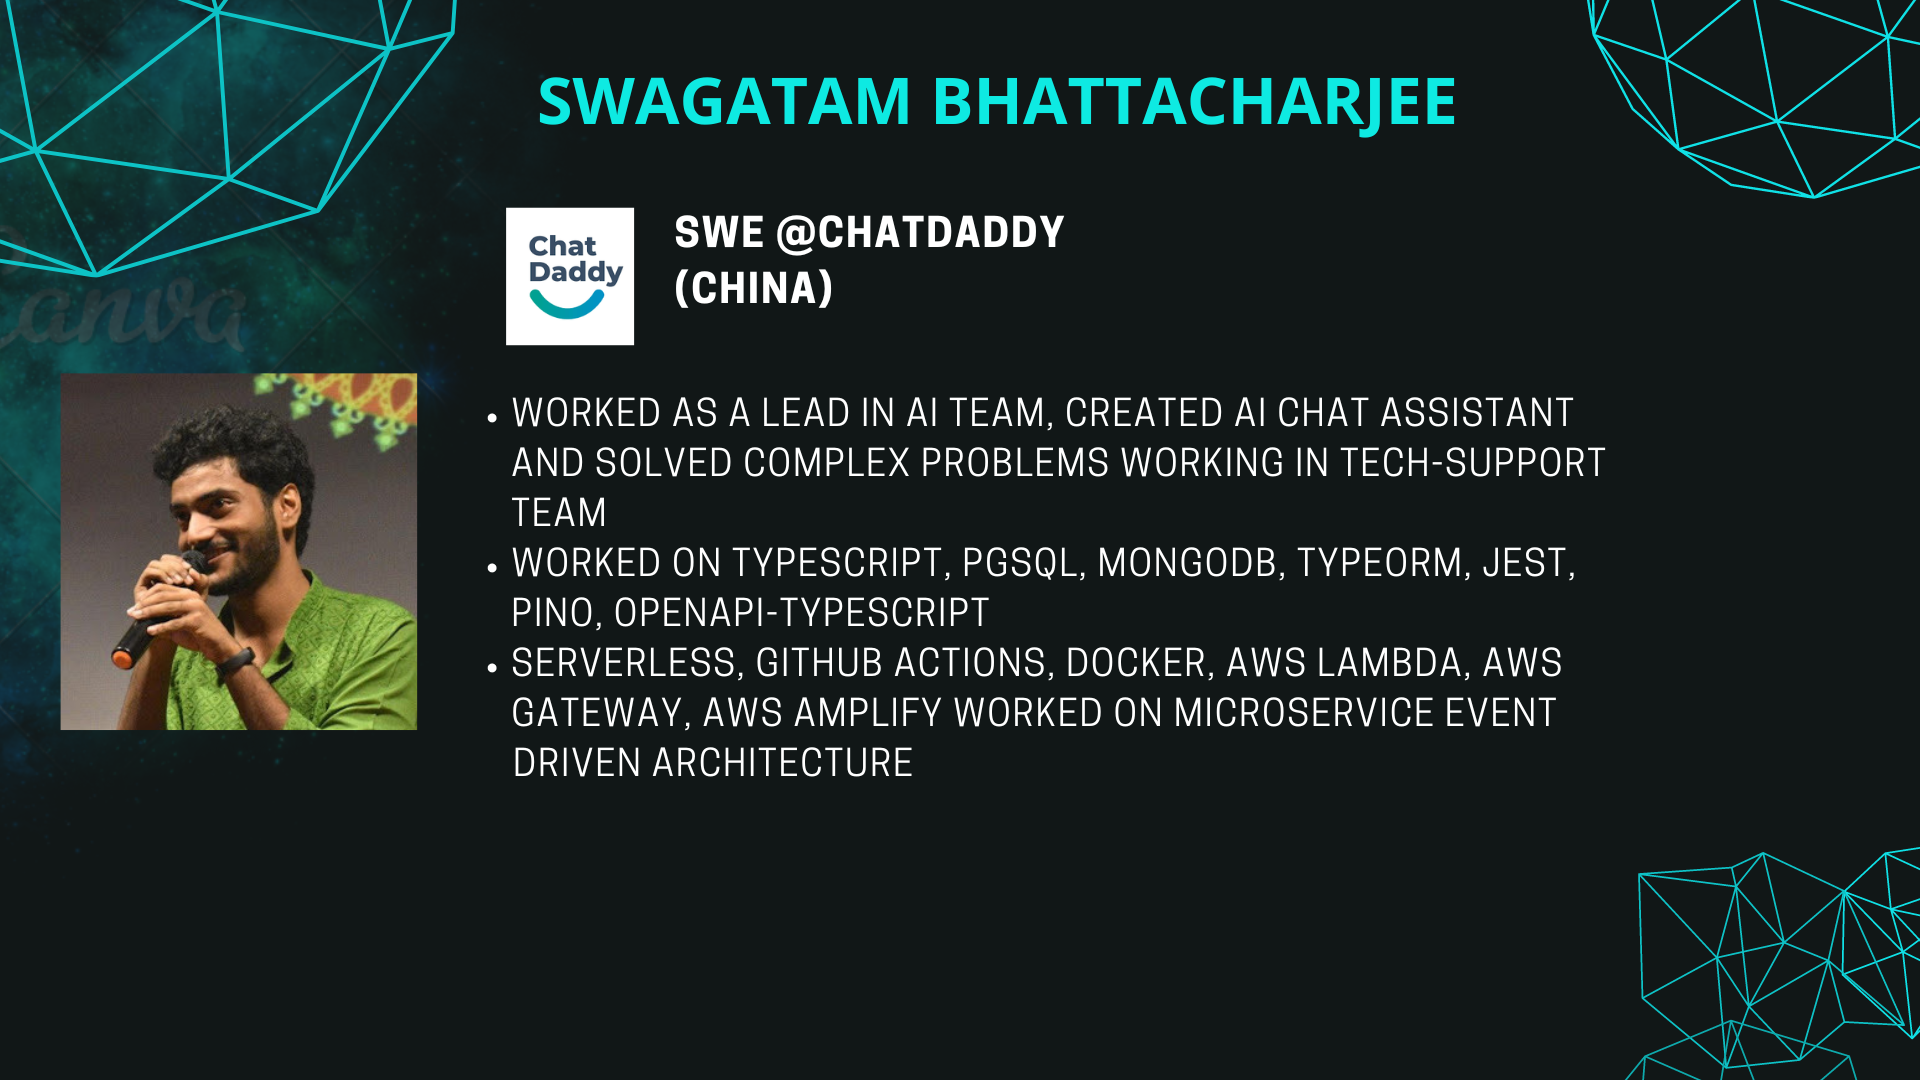 SWAGATAM BHATTACHARJEE
Chat
Daddy
SWE @CHATDADDY
(CHINA)
anva
• WORKED AS A LEAD IN AI TEAM, CREATED AI CHAT ASSISTANT
AND SOLVED COMPLEX PROBLEMS WORKING IN TECH-SUPPORT
TEAM
• WORKED ON TYPESCRIPT, PGSQL, MONGODB, TYPEORM, JEST,
PINO, OPENAPI-TYPESCRIPT
• SERVERLESS, GITHUB ACTIONS, DOCKER, AWS LAMBDA, AWS
GATEWAY, AWS AMPLIFY WORKED ON MICROSERVICE EVENT
DRIVEN ARCHITECTURE